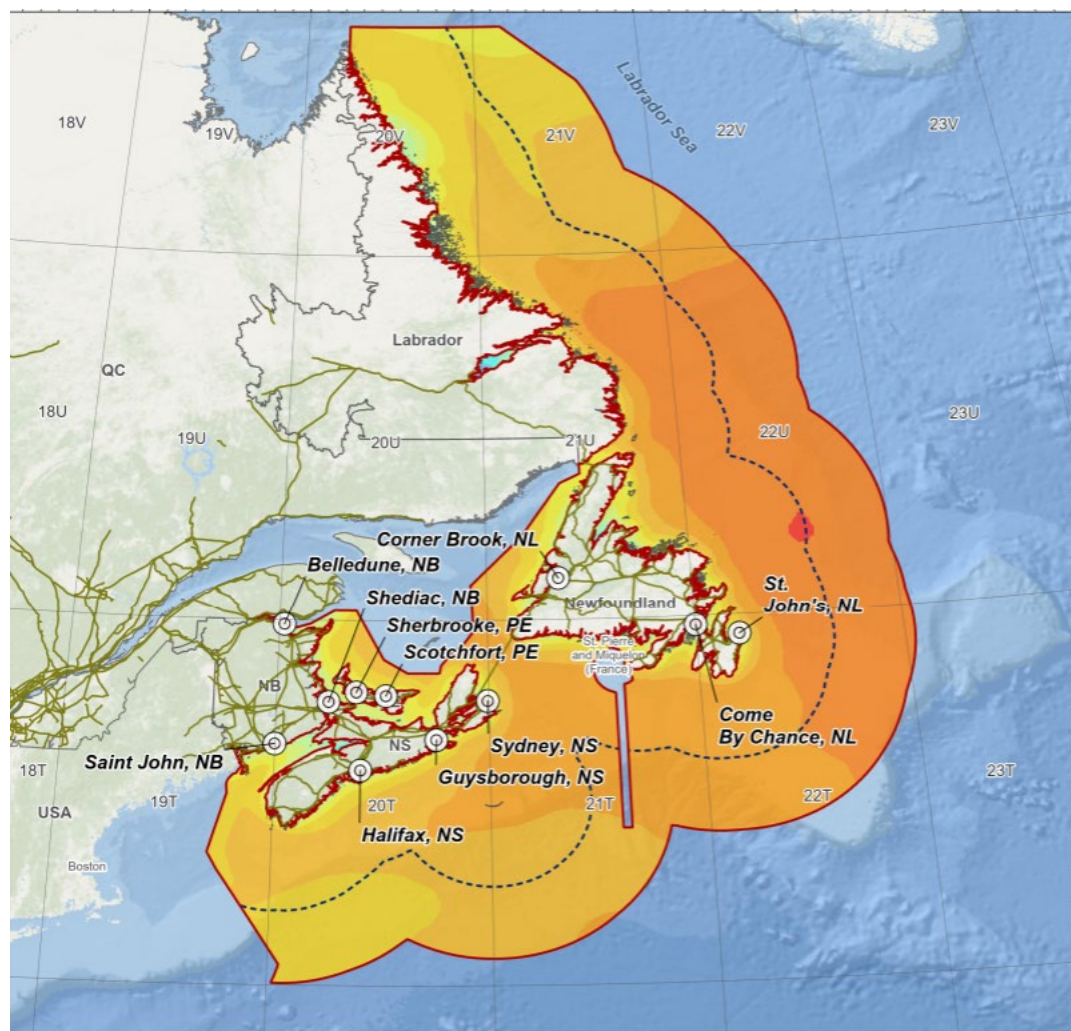 18V
19V
20V
21V
22V
23V
Labrador Sea
Labrador
QC
18U
19U
20U
21U
22U
23U
Corner Brook, NL
Belledune, NB
Shediac, NB
Sherbrooke, PE
Scotchfort, PE
Newfoundland
St.
John's, NL
St. Pierre
and Miquelon
(France)
NB
NS
Come
By Chance, NL
Sydney, NS
Guysborough, NS
Saint John, NB
18T
19T
20T
21T
22T
23T
USA
Halifax, NS
Boston